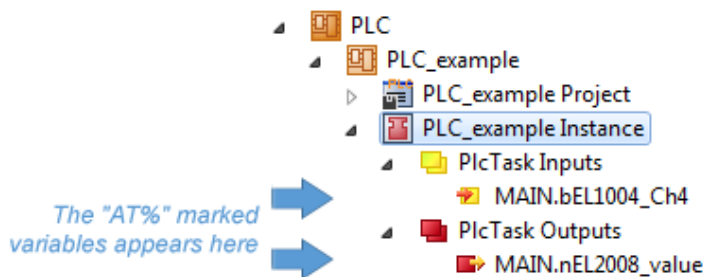 PLC
PLC_example
PLC_example Project
PLC_example Instance
PlcTask Inputs
MAIN.bEL1004_Ch4
PlcTask Outputs
MAIN.nEL2008_value
The "AT%" marked
variables appears here